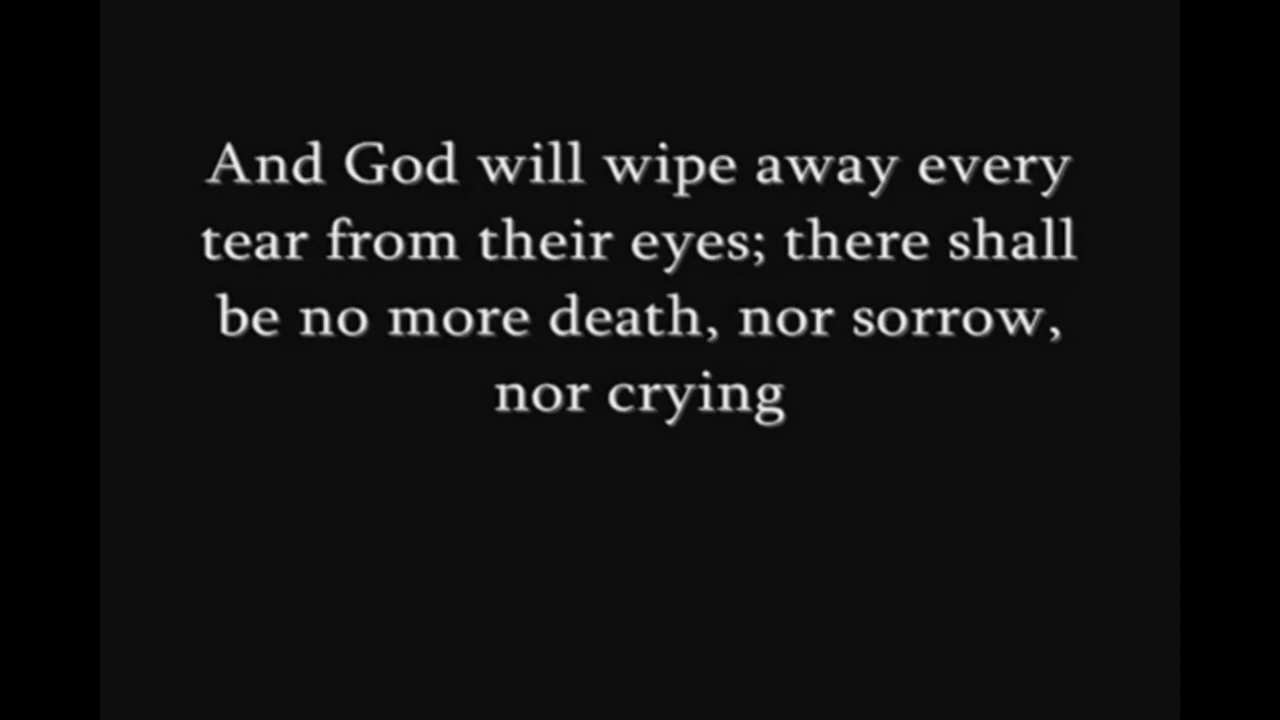 And God will wipe away every
tear from their eyes; there shall
be no more death, nor sorrow,
nor crying